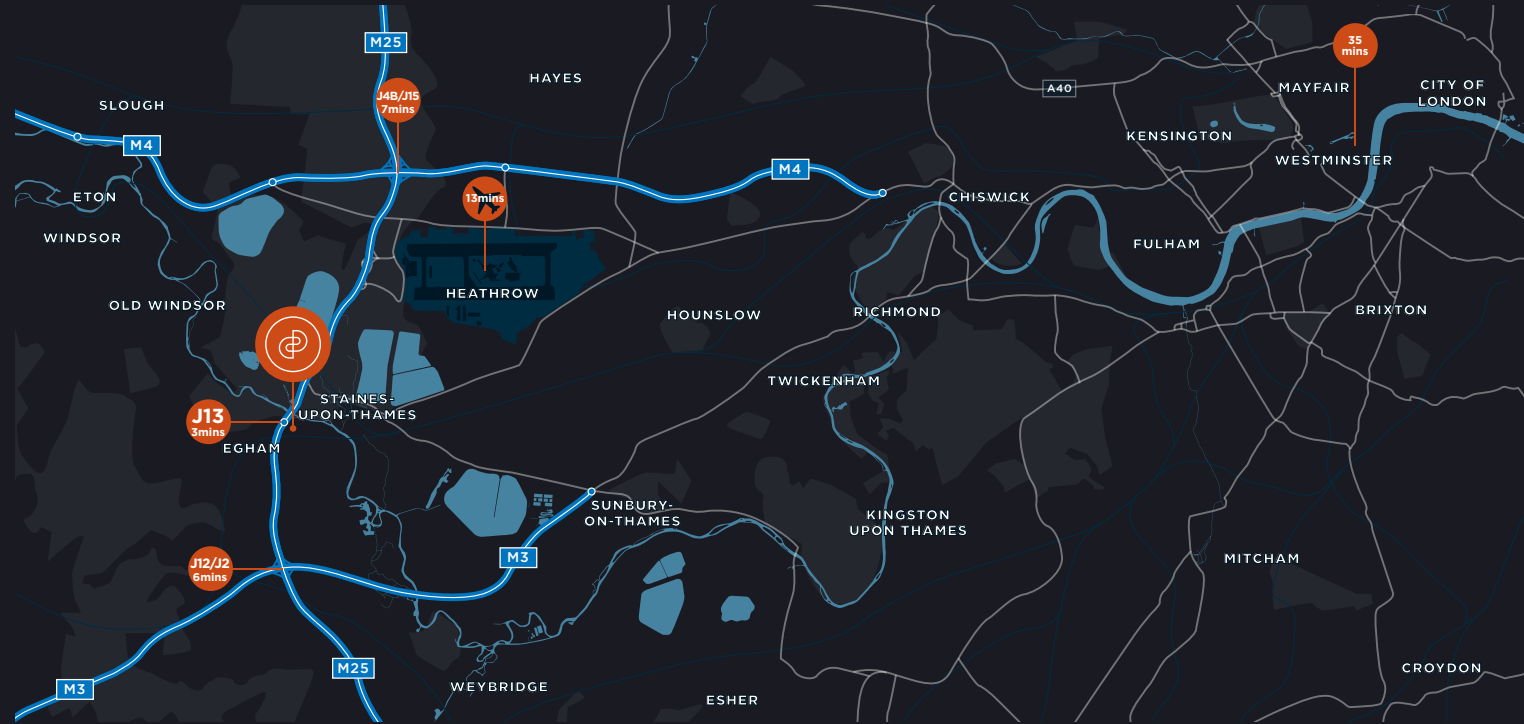 M25
35
mins
HAYES
SLOUGH
J4B/J15
7mins
A40
MAYFAIR
CITY OF
LONDON
M4
KENSINGTON
WESTMINSTER
M4
ETON
13mins
CHISWICK
WINDSOR
FULHAM
HEATHROW
OLD WINDSOR
HOUNSLOW
RICHMOND
BRIXTON
TWICKENHAM
STAINES-
UPON-THAMES
J13
3mins
EGHAM
SUNBURY-
ON-THAMES
KINGSTON
UPON THAMES
M3
MITCHAM
J12/J2
6mins
M25
M3
WEYBRIDGE
ESHER
CROYDON